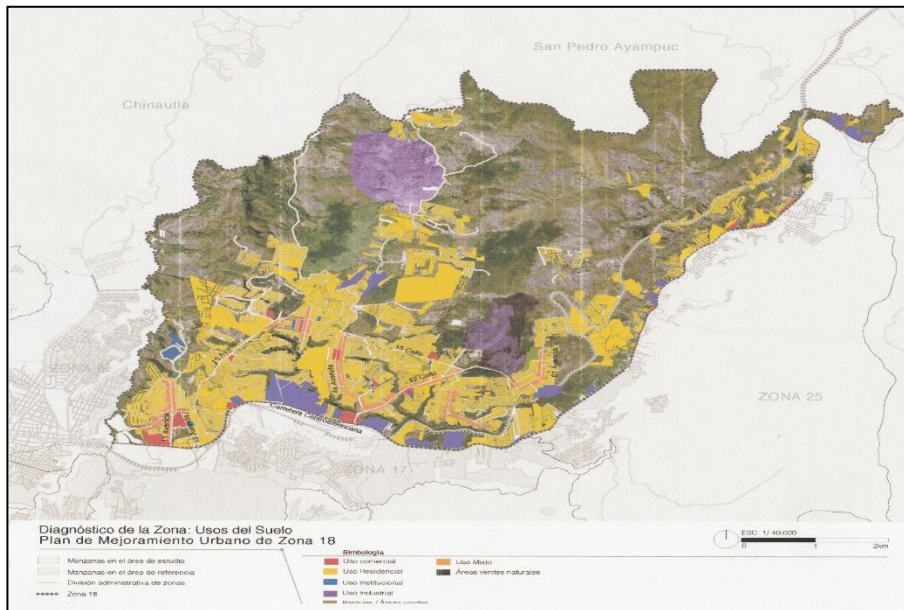 San Pedro Ayampuc
Chinautla
ZONA 25
Carretera Centroamericana
ZONA 17
Diagnóstico de la Zona: Usos del Suelo
Plan de Mejoramiento Urbano de Zona 18
Manzanas en el área de estudio
Manzanas en el área de referencia
División administrativa de zonas
Zona 18
Simbología
Uso comercial
Uso Residencial
Uso Institucional
Uso Industrial
Uso Mixto
Áreas verdes naturales
ESC: 1/ 40,000
0 1 2km